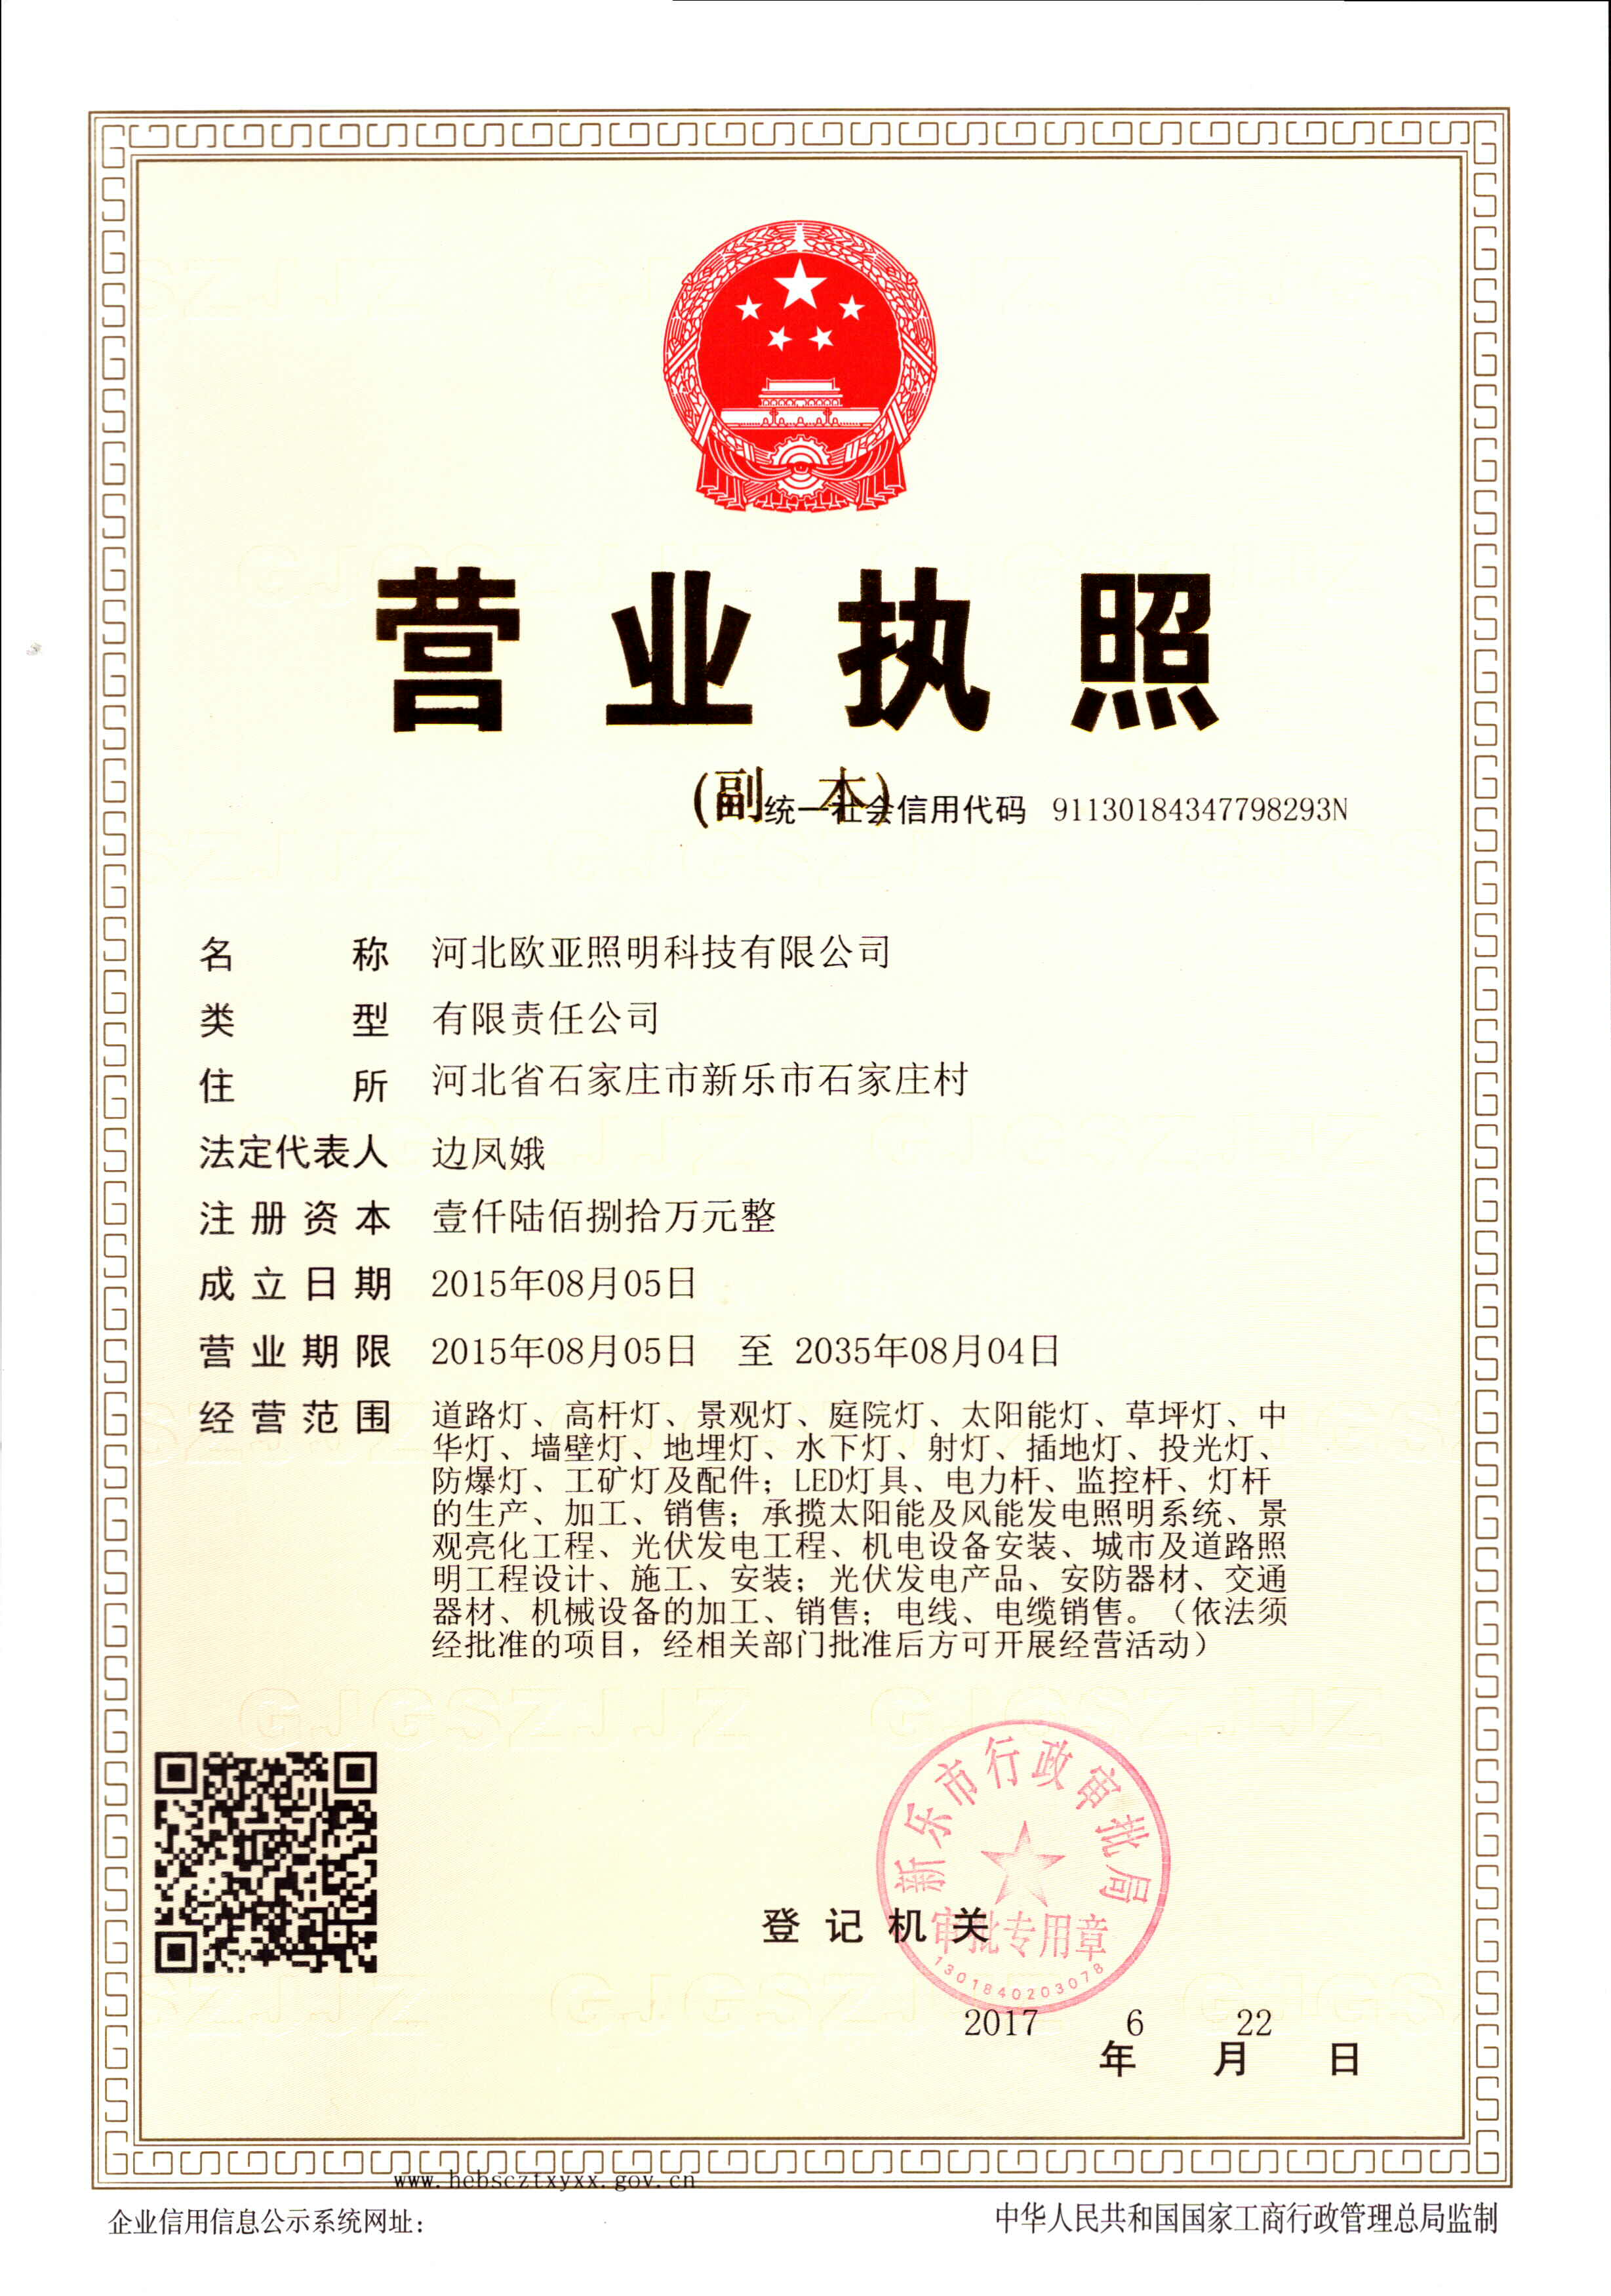 营业执照
(副 本)
统一社会信用代码 91130184347798293N
名 称 河北欧亚照明科技有限公司
类 型 有限责任公司
住 所 河北省石家庄市新乐市石家庄村
法定代表人 边凤娥
注册资本 壹仟陆佰捌拾万元整
成立日期 2015年08月05日
营业期限 2015年08月05日 至 2035年08月04日
经营范围 道路灯、高杆灯、景观灯、庭院灯、太阳能灯、草坪灯、中
华灯、墙壁灯、地埋灯、水下灯、射灯、插地灯、投光灯、
防爆灯、工矿灯及配件；LED灯具、电力杆、监控杆、灯杆
的生产、加工、销售；承揽太阳能及风能发电照明系统、景
观亮化工程、光伏发电工程、机电设备安装、城市及道路照
明工程设计、施工、安装；光伏发电产品、安防器材、交通
器材、机械设备的加工、销售；电线、电缆销售。（依法须
经批准的项目，经相关部门批准后方可开展经营活动）
新乐市行政审批局
登记机关
审批专用章
1301840203078
2017 6 22
年 月 日
www.hebscztxyxx.gov.cn
企业信用信息公示系统网址：
中华人民共和国国家工商行政管理总局监制